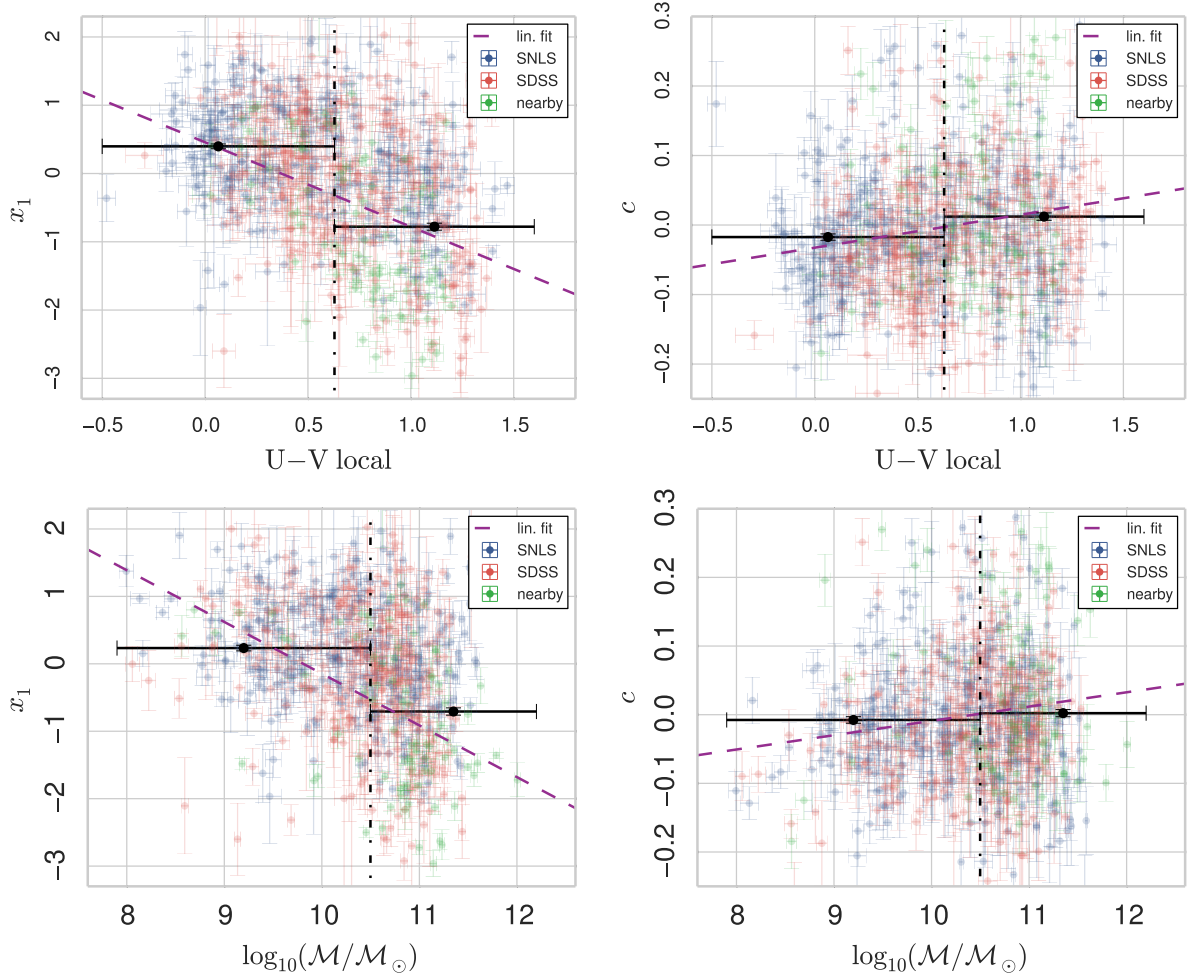 2
1
0
−1
−2
−3
x1
−0.5 0.0 0.5 1.0 1.5
U−V local
lin. fit
SNLS
SDSS
nearby
0.3
0.2
0.1
0.0
−0.1
−0.2
c
−0.5 0.0 0.5 1.0 1.5
U−V local
lin. fit
SNLS
SDSS
nearby
2
1
0
−1
−2
−3
x1
8 9 10 11 12
log10(M/M⊙)
lin. fit
SNLS
SDSS
nearby
0.3
0.2
0.1
0.0
−0.1
−0.2
c
8 9 10 11 12
log10(M/M⊙)
lin. fit
SNLS
SDSS
nearby